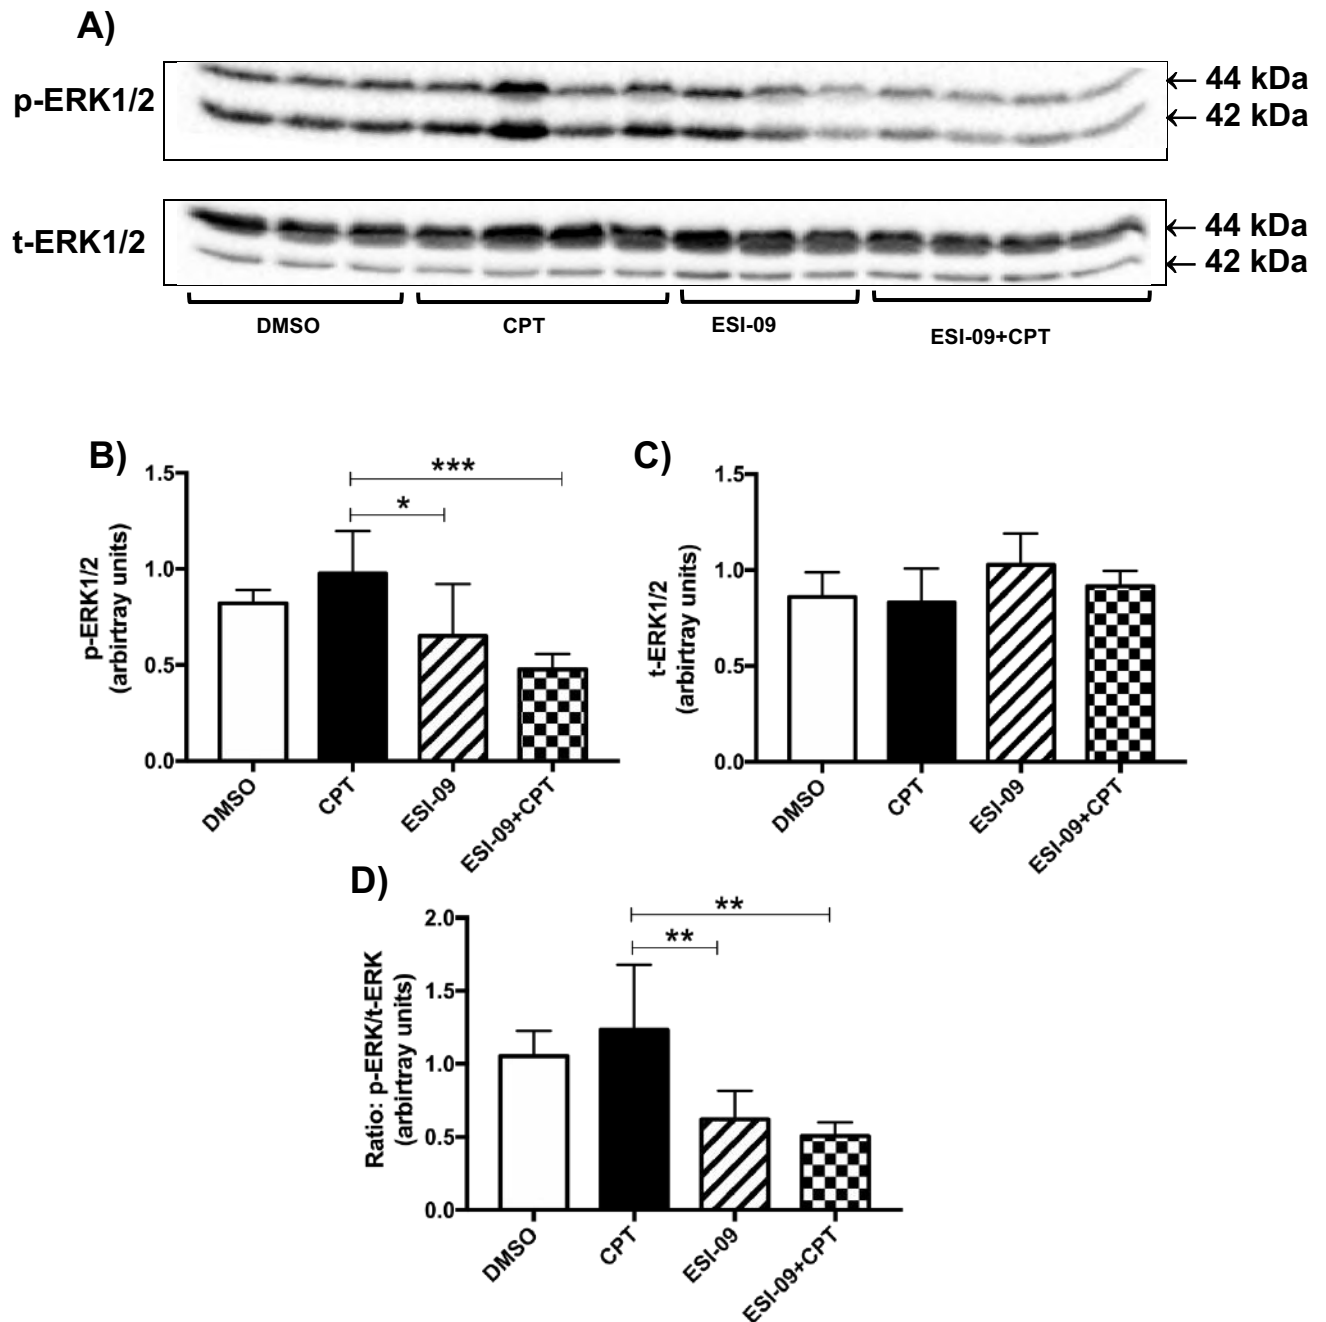 A)
p-ERK1/2
← 44 kDa
← 42 kDa
t-ERK1/2
← 44 kDa
← 42 kDa
DMSO CPT ESI-09 ESI-09+CPT
B)
p-ERK1/2
(arbirtray units)
1.5
1.0
0.5
0.0
***
*
DMSO CPT ESI-09 ESI-09+CPT
C)
t-ERK1/2
(arbirtray units)
1.5
1.0
0.5
0.0
DMSO CPT ESI-09 ESI-09+CPT
D)
Ratio: p-ERK/t-ERK
(arbirtray units)
2.0
1.5
1.0
0.5
0.0
**
**
DMSO CPT ESI-09 ESI-09+CPT